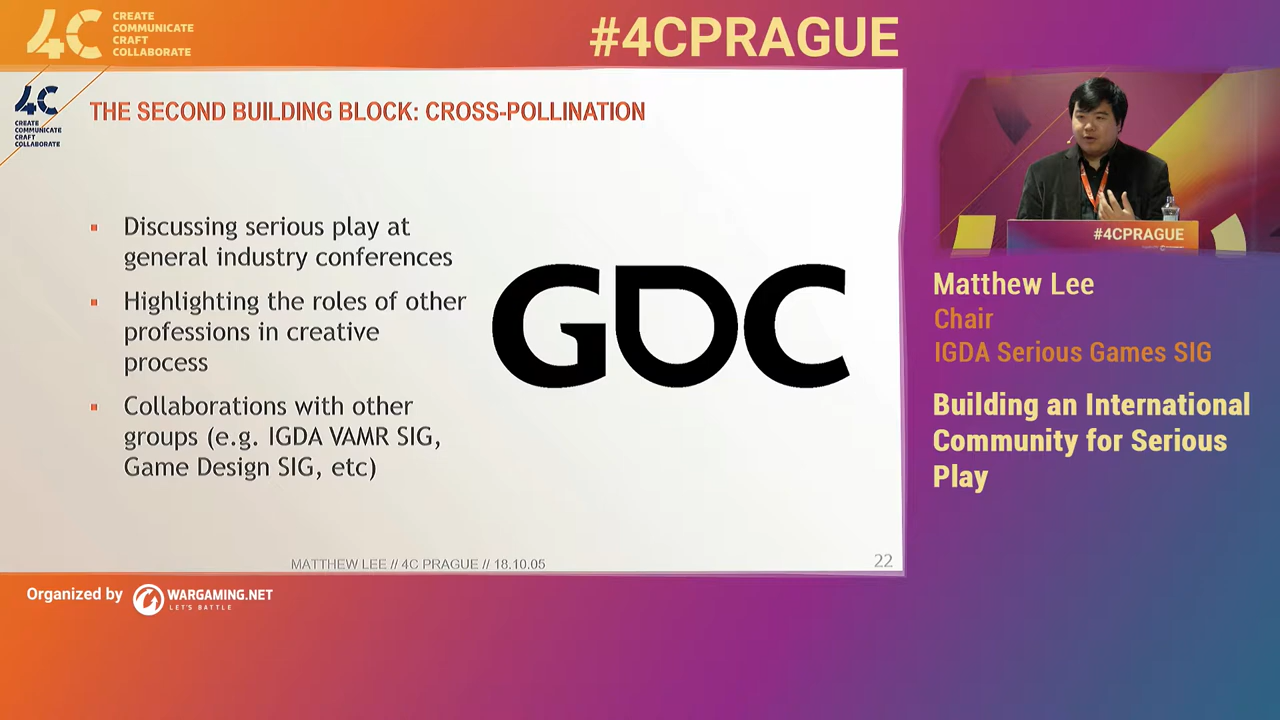 4C
CREATE
COMMUNICATE
CRAFT
COLLABORATE
#4CPRAGUE
4C
CREATE
COMMUNICATE
CRAFT
COLLABORATE
THE SECOND BUILDING BLOCK: CROSS-POLLINATION
Discussing serious play at
general industry conferences
Highlighting the roles of other
professions in creative
process
Collaborations with other
groups (e.g. IGDA VAMR SIG,
Game Design SIG, etc)
GDC
MATTHEW LEE // 4C PRAGUE // 18.10.05
22
#4CPRAGUE
Matthew Lee
Chair
IGDA Serious Games SIG
Building an International
Community for Serious
Play
Organized by
WARGAMING.NET
LET'S BATTLE